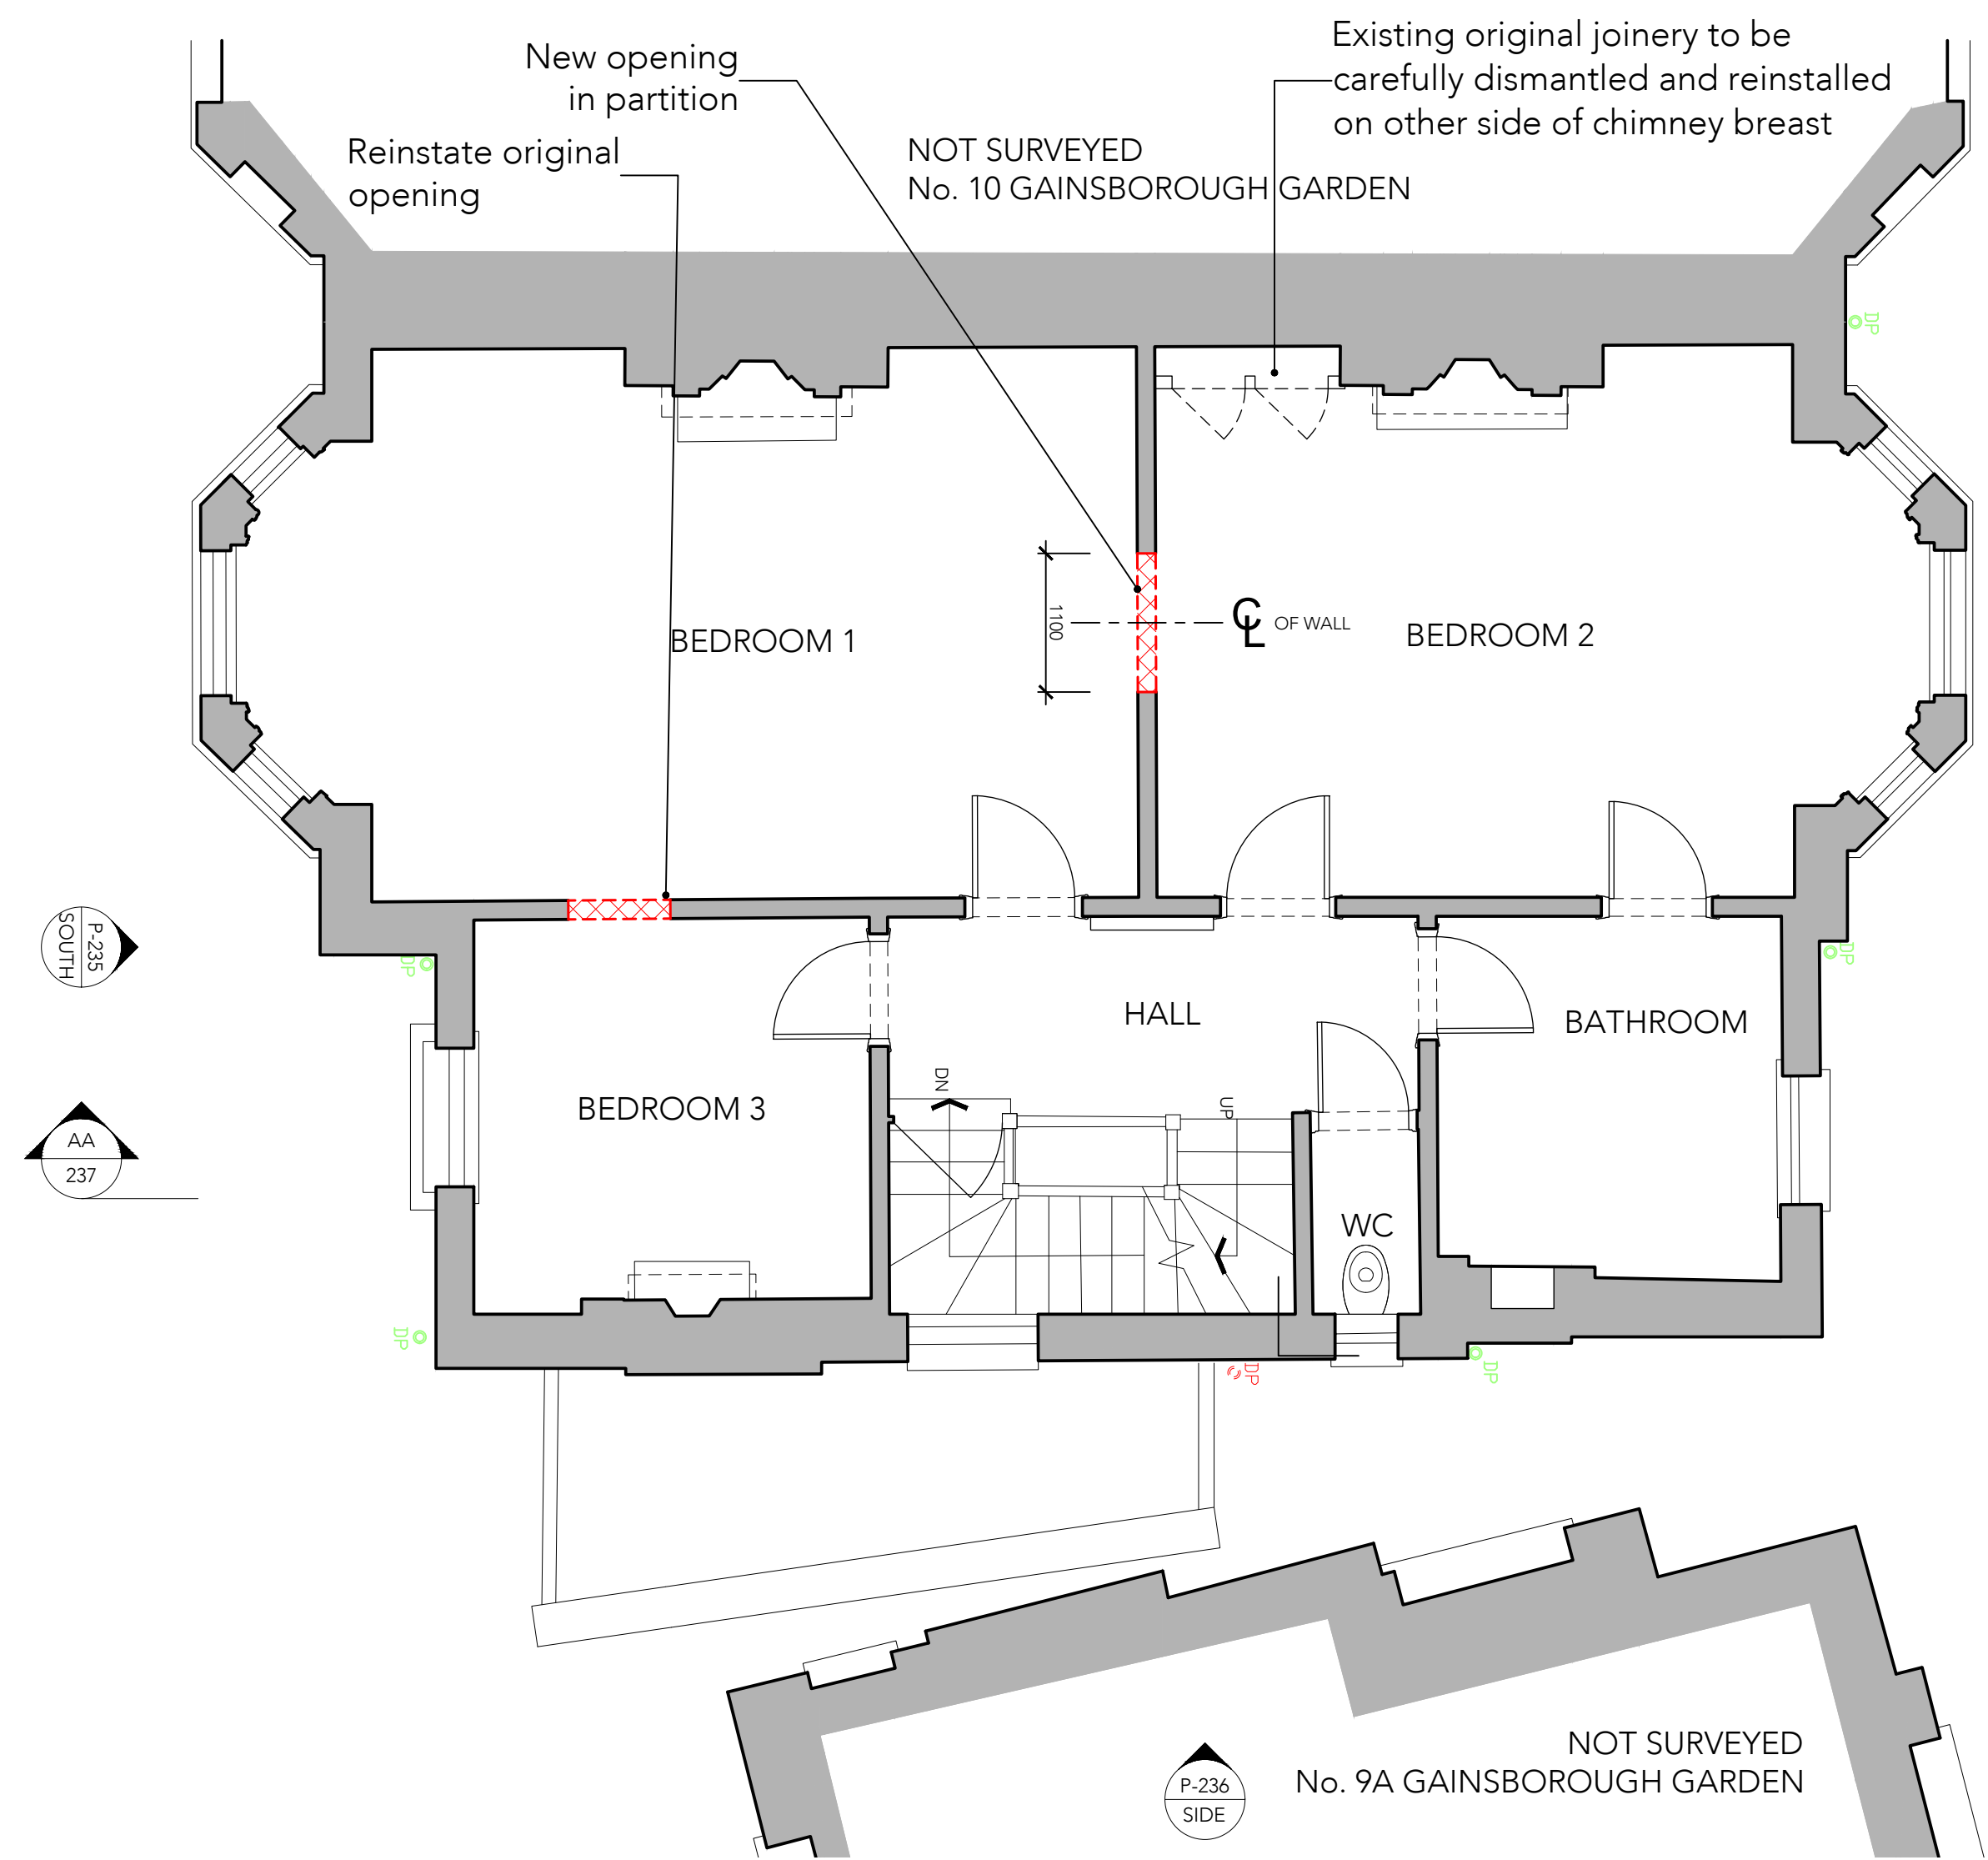 New opening
in partition
Existing original joinery to be
carefully dismantled and reinstalled
on other side of chimney breast
Reinstate original
opening
NOT SURVEYED
No. 10 GAINSBOROUGH GARDEN
DP
1100
CL OF WALL
BEDROOM 1
BEDROOM 2
P-235
SOUTH
DP
DP
HALL
BATHROOM
DN
UP
BEDROOM 3
AA
237
WC
DP
DP
DP
NOT SURVEYED
No. 9A GAINSBOROUGH GARDEN
P-236
SIDE